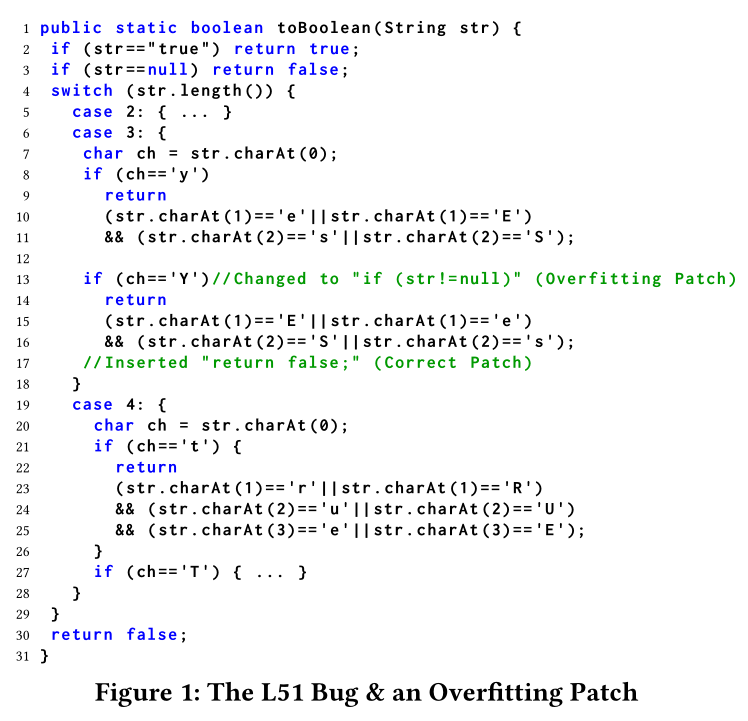 1 public static boolean toBoolean(String str) {
2 if (str=="true") return true;
3 if (str==null) return false;
4 switch (str.length()) {
5 case 2: { ... }
6 case 3: {
7 char ch = str.charAt(0);
8 if (ch=='y')
9 return
10 (str.charAt(1)=='e'||str.charAt(1)=='E')
11 && (str.charAt(2)=='s'||str.charAt(2)=='S');
12
13 if (ch=='Y')//Changed to "if (str!=null)" (Overfitting Patch)
14 return
15 (str.charAt(1)=='E'||str.charAt(1)=='e')
16 && (str.charAt(2)=='S'||str.charAt(2)=='s');
17 //Inserted "return false;" (Correct Patch)
18 }
19 case 4: {
20 char ch = str.charAt(0);
21 if (ch=='t') {
22 return
23 (str.charAt(1)=='r'||str.charAt(1)=='R')
24 && (str.charAt(2)=='u'||str.charAt(2)=='U')
25 && (str.charAt(3)=='e'||str.charAt(3)=='E');
26 }
27 if (ch=='T') { ... }
28 }
29 }
30 return false;
31 }
Figure 1: The L51 Bug & an Overfitting Patch